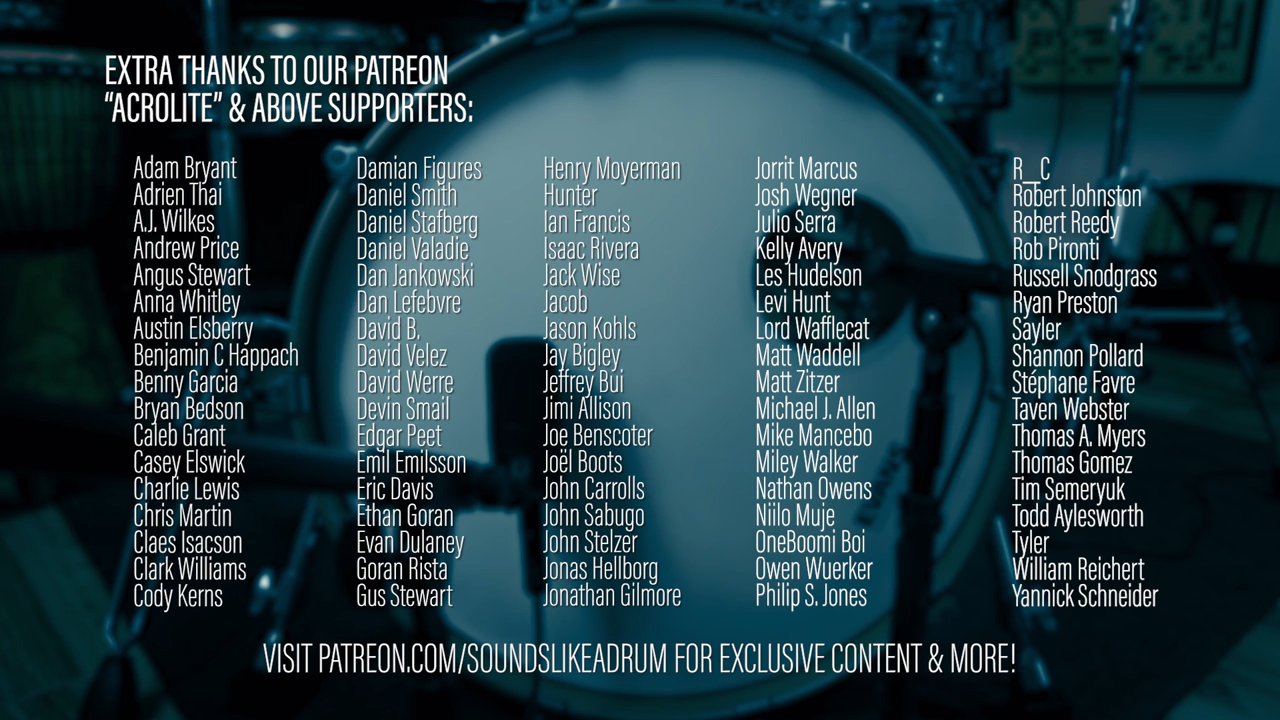 EXTRA THANKS TO OUR PATREON
“ACROLITE” & ABOVE SUPPORTERS:
Adam Bryant
Adrien Thai
A.J. Wilkes
Andrew Price
Angus Stewart
Anna Whitley
Austin Elsberry
Benjamin C Happach
Benny Garcia
Bryan Bedson
Caleb Grant
Casey Elswick
Charlie Lewis
Chris Martin
Claes Isacson
Clark Williams
Cody Kerns
Damian Figures
Daniel Smith
Daniel Stafberg
Daniel Valadie
Dan Jankowski
Dan Lefebvre
David B.
David Velez
David Werre
Devin Smail
Edgar Peet
Emil Emilsson
Eric Davis
Ethan Goran
Evan Dulaney
Goran Rista
Gus Stewart
Henry Moyerman
Hunter
Ian Francis
Isaac Rivera
Jack Wise
Jacob
Jason Kohls
Jay Bigley
Jeffrey Bui
Jimi Allison
Joe Benscoter
Joël Boots
John Carrolls
John Sabugo
John Stelzer
Jonas Hellborg
Jonathan Gilmore
Jorrit Marcus
Josh Wegner
Julio Serra
Kelly Avery
Les Hudelson
Levi Hunt
Lord Wafflecat
Matt Waddell
Matt Zitzer
Michael J. Allen
Mike Mancebo
Miley Walker
Nathan Owens
Niilo Muje
OneBoomi Boi
Owen Wuerker
Philip S. Jones
R__C
Robert Johnston
Robert Reedy
Rob Pironti
Russell Snodgrass
Ryan Preston
Sayler
Shannon Pollard
Stéphane Favre
Taven Webster
Thomas A. Myers
Thomas Gomez
Tim Semeryuk
Todd Aylesworth
Tyler
William Reichert
Yannick Schneider
VISIT PATREON.COM/SOUNDSLIKEADRUM FOR EXCLUSIVE CONTENT & MORE!